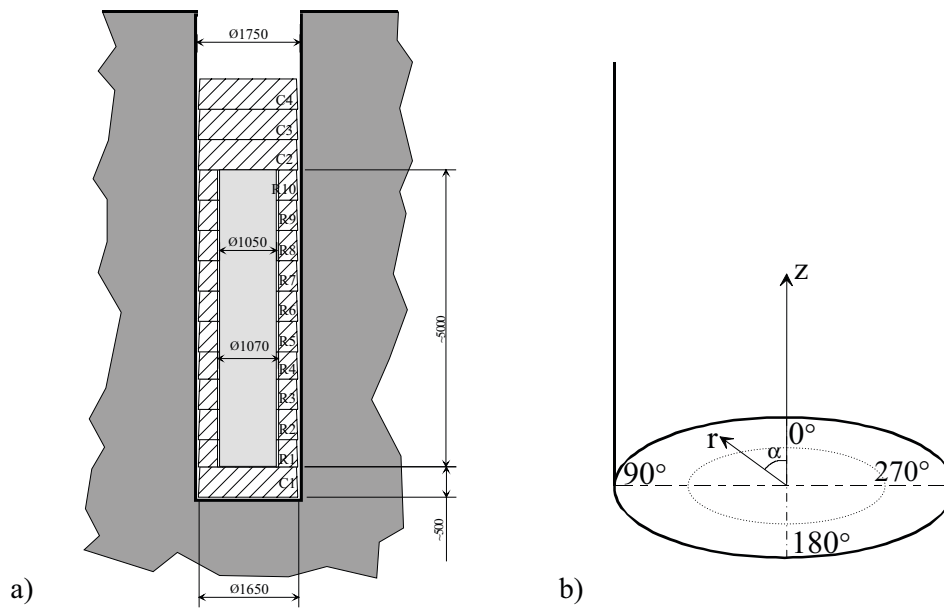 Ø1750
C4
C3
C2
R10
R9
Ø1050
R8
R7
R6
~5000
R5
Ø1070
R4
R3
R2
R1
C1
~500
Ø1650
a)
z
0°
r
α
90°
270°
180°
b)